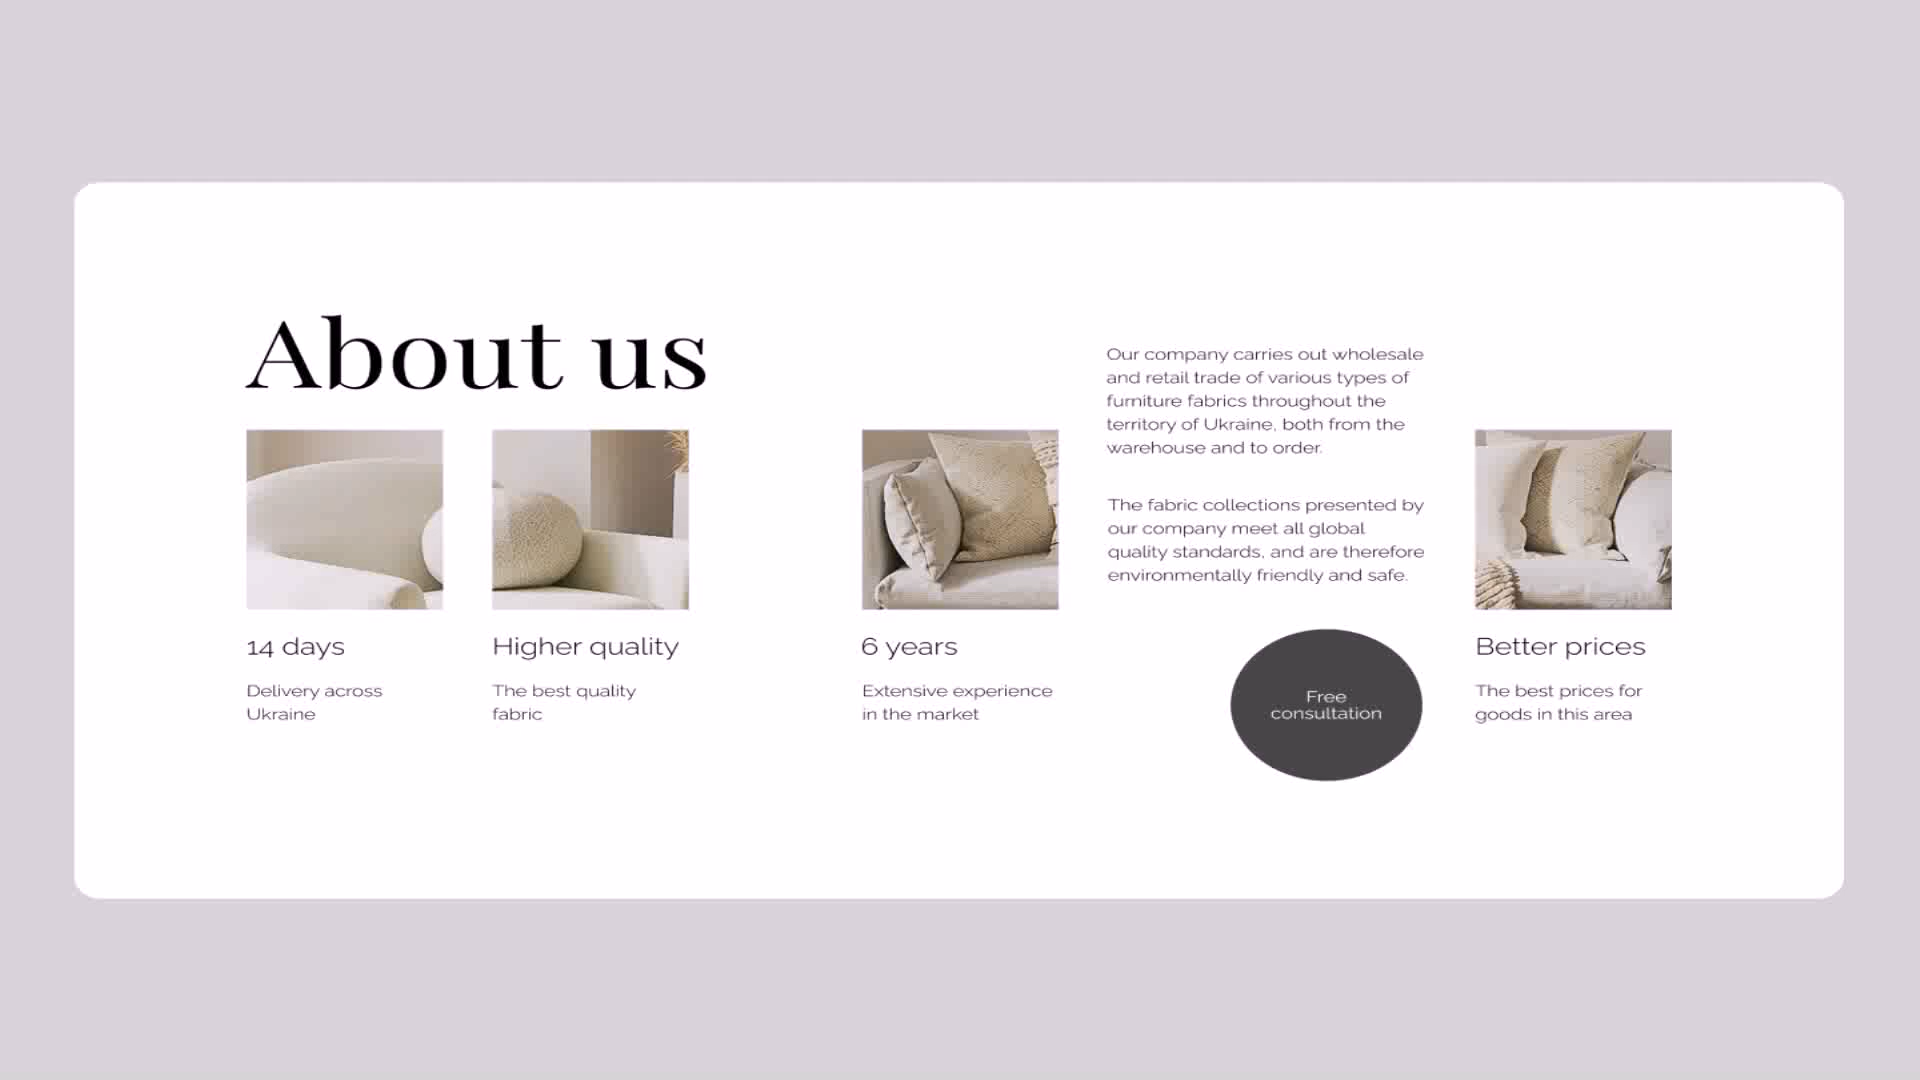 About us
14 days
Delivery across
Ukraine
Higher quality
The best quality
fabric
6 years
Extensive experience
in the market
Our company carries out wholesale
and retail trade of various types of
furniture fabrics throughout the
territory of Ukraine, both from the
warehouse and to order.
The fabric collections presented by
our company meet all global
quality standards, and are therefore
environmentally friendly and safe.
Free
consultation
Better prices
The best prices for
goods in this area